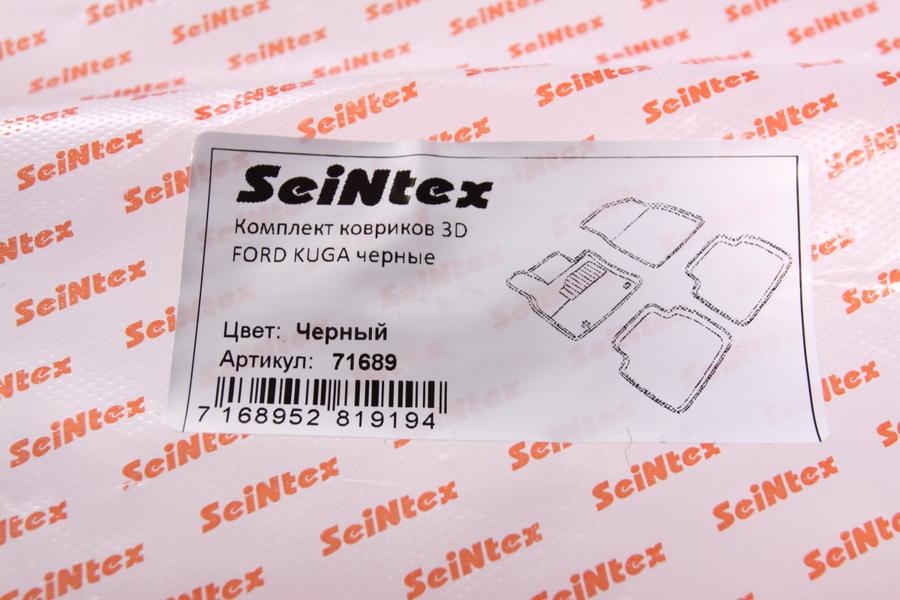 SeiNtex
Комплект ковриков 3D
FORD KUGA черные
Цвет: Черный
Артикул: 71689
7 168952 819194